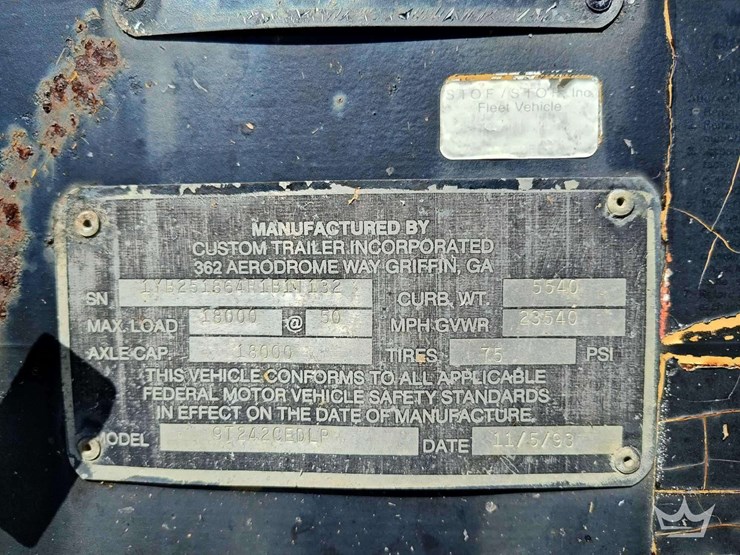 Fleet Vehicle
MANUFACTURED BY
CUSTOM TRAILER INCORPORATED
362 AERODROME WAY GRIFFIN, GA
SN CURB. WT. 5540
MAX. LOAD 18000 @ 50 MPH GVWR 23540
AXLE CAP. 18000 TIRES 75 PSI
THIS VEHICLE CONFORMS TO ALL APPLICABLE
FEDERAL MOTOR VEHICLE SAFETY STANDARDS
IN EFFECT ON THE DATE OF MANUFACTURE
MODEL DATE 11/5/93